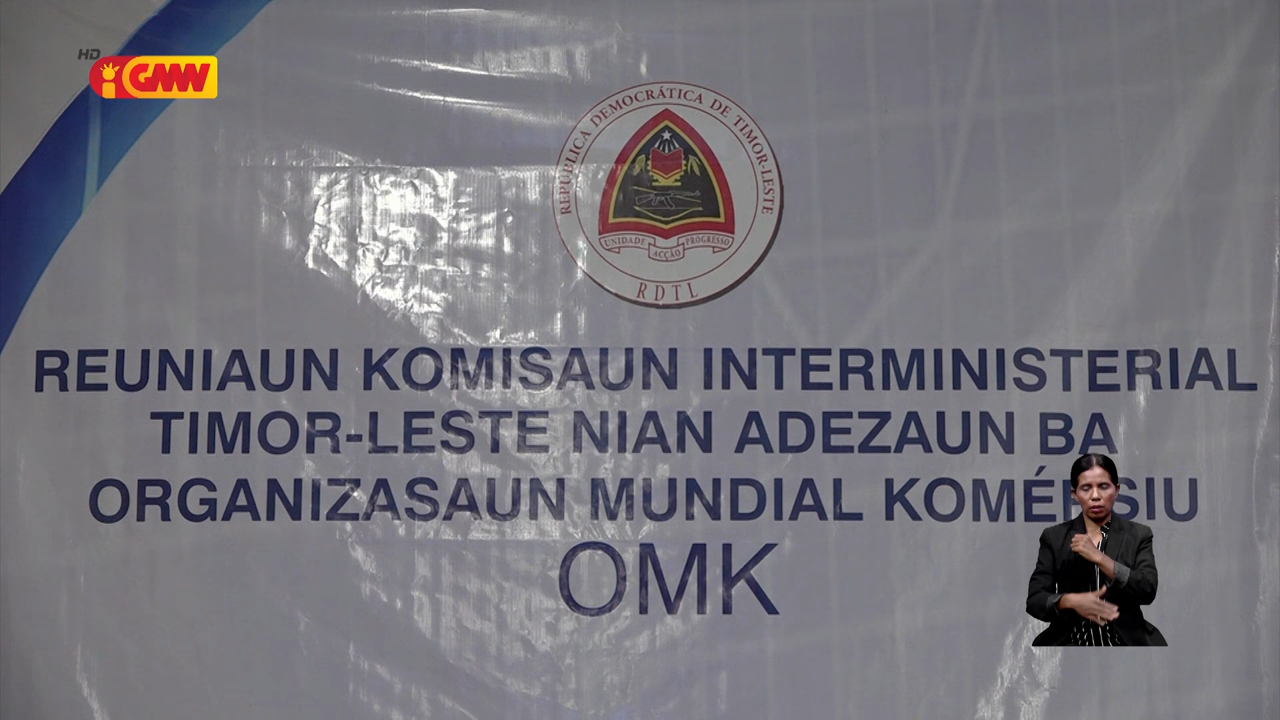 HD
GMN
REPÚBLICA DEMOCRÁTICA DE TIMOR-LESTE
UNIDADE ACÇÃO PROGRESSO
RDTL
REUNIAUN KOMISAUN INTERMINISTERIAL
TIMOR-LESTE NIAN ADEZAUN BA
ORGANIZASAUN MUNDIAL KOMÉRSIU
OMK